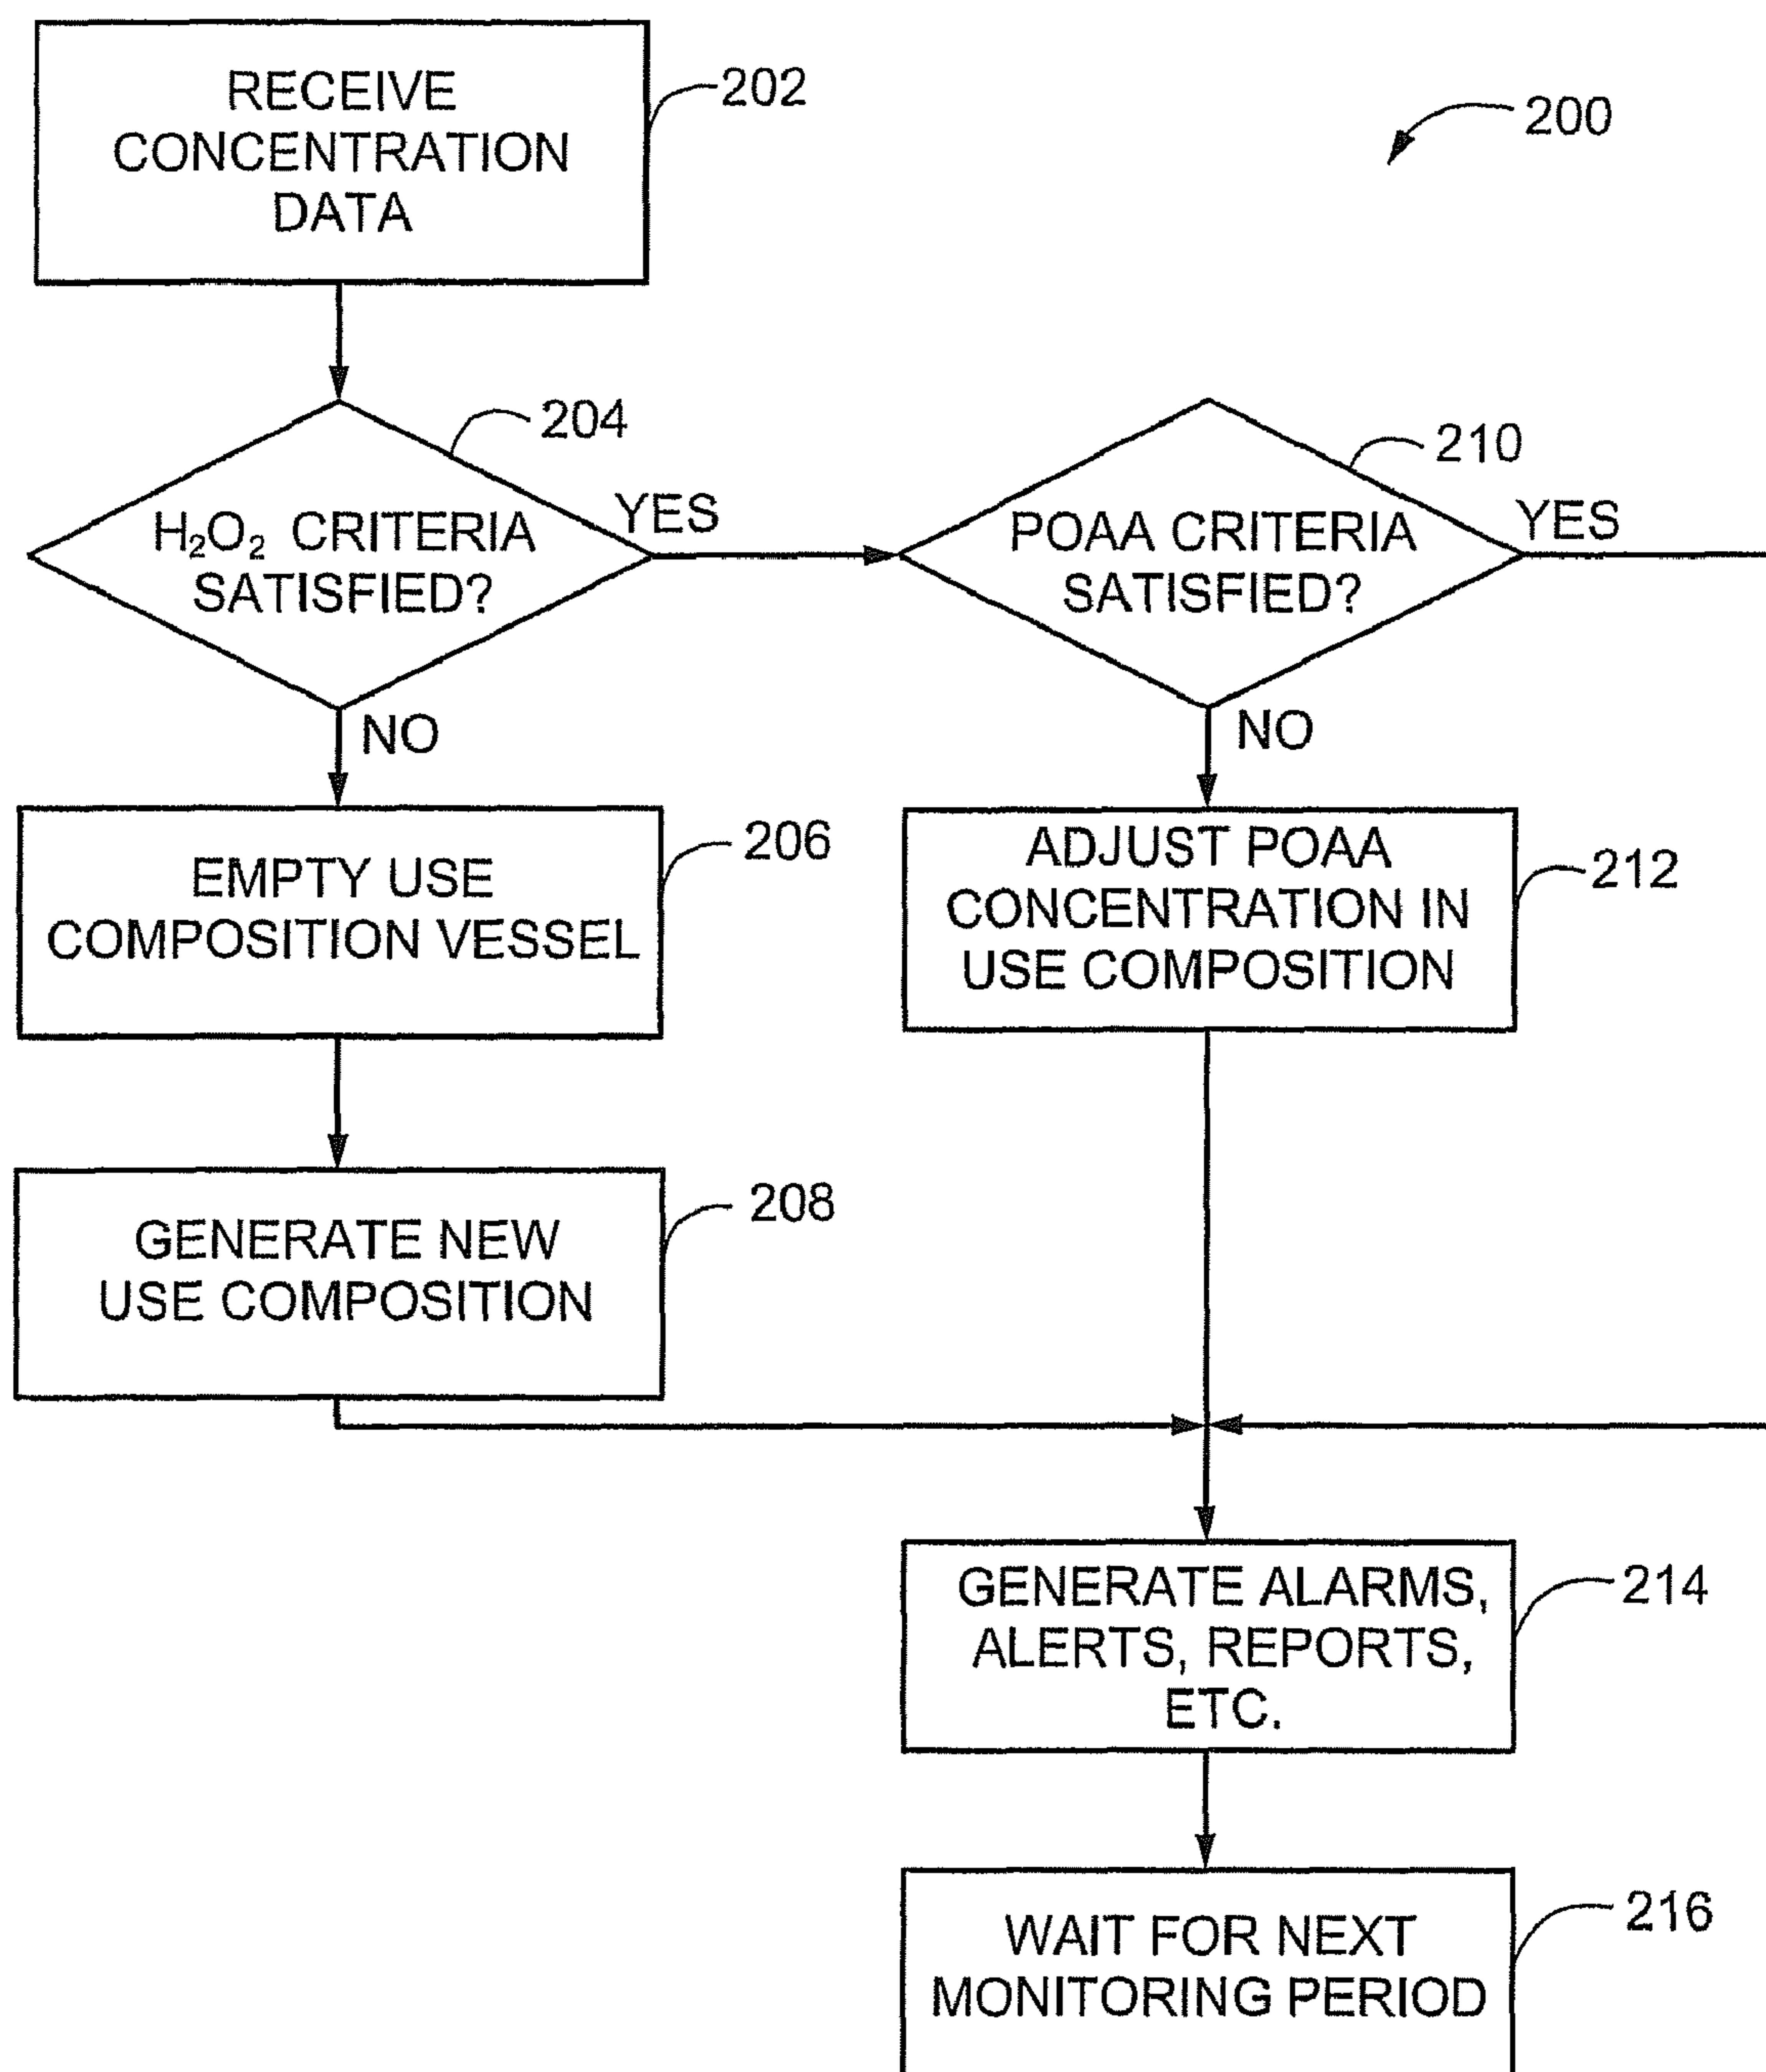 RECEIVE
CONCENTRATION
DATA
202
200
204
H₂O₂ CRITERIA
SATISFIED?
YES
NO
210
POAA CRITERIA
SATISFIED?
YES
NO
EMPTY USE
COMPOSITION VESSEL
206
ADJUST POAA
CONCENTRATION IN
USE COMPOSITION
212
GENERATE NEW
USE COMPOSITION
208
GENERATE ALARMS,
ALERTS, REPORTS,
ETC.
214
WAIT FOR NEXT
MONITORING PERIOD
216